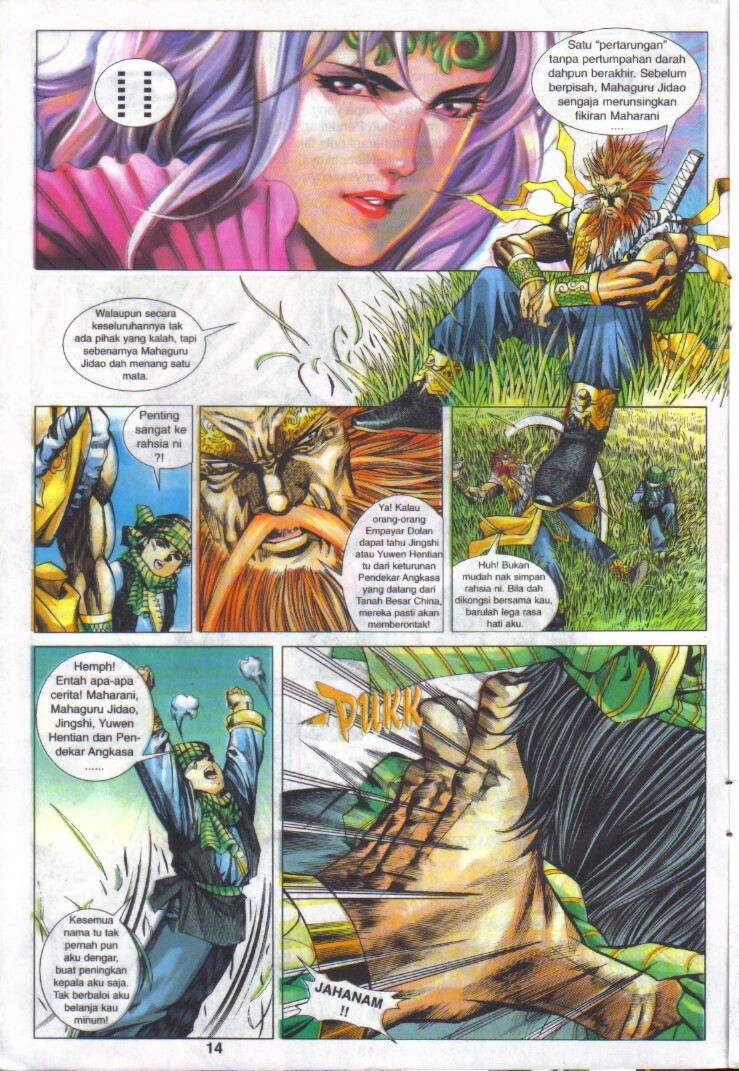 !!
Satu "pertarungan"
tanpa pertumpahan darah
dahpun berakhir. Sebelum
berpisah, Mahaguru Jidao
sengaja merunsingkan
fikiran Maharani
....
Walaupun secara
keseluruhannya tak
ada pihak yang kalah, tapi
sebenarnya Mahaguru
Jidao dah menang satu
mata.
Penting
sangat ke
rahsia ni
?!
Ya! Kalau
orang-orang
Empayar Dolan
dapat tahu Jingshi
atau Yuwen Hentian
tu dari keturunan
Pendekar Angkasa
yang datang dari
Tanah Besar China,
mereka pasti akan
memberontak!
Huh! Bukan
mudah nak simpan
rahsia ni. Bila dah
dikongsi bersama kau,
barulah lega rasa
hati aku.
Hemph!
Entah apa-apa
cerita! Maharani,
Mahaguru Jidao,
Jingshi, Yuwen
Hentian dan Pen-
dekar Angkasa
......
Kesemua
nama tu tak
pernah pun
aku dengar,
buat peningkan
kepala aku saja.
Tak berbaloi aku
belanja kau
minum!
PUKK
JAHANAM
!!
14